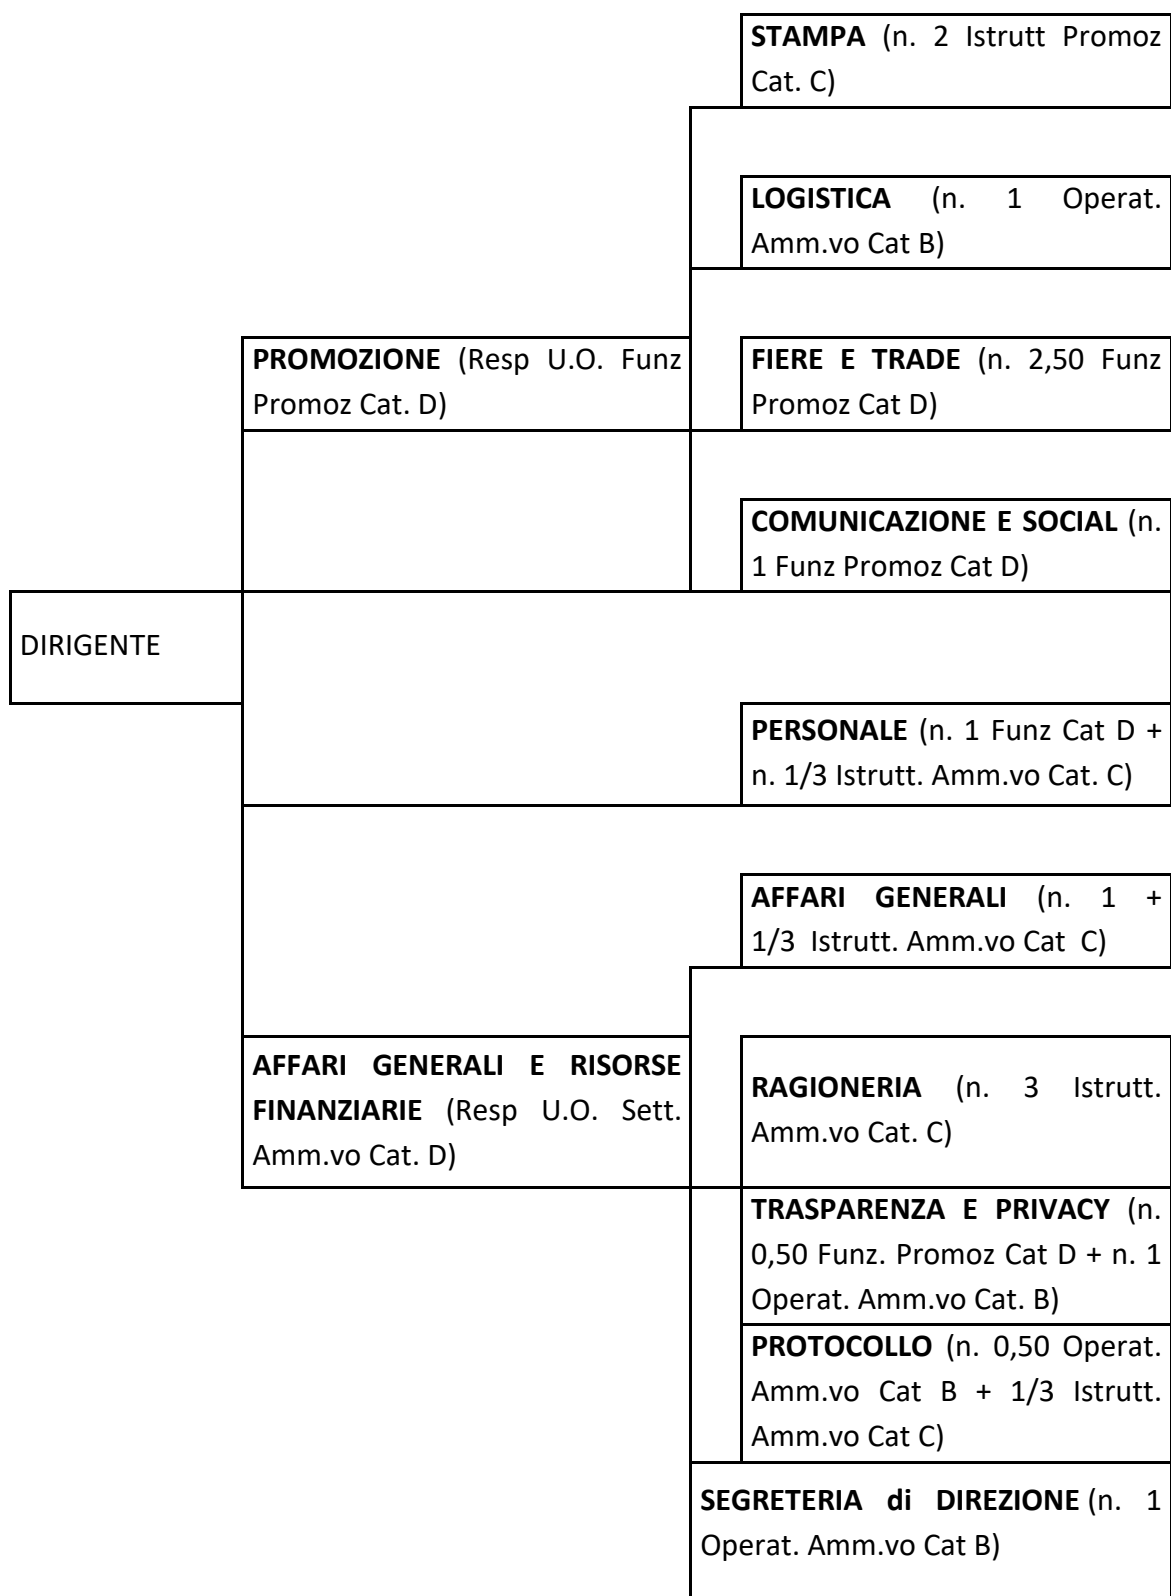 STAMPA (n. 2 Istrutt Promoz
Cat. C)
LOGISTICA (n. 1 Operat.
Amm.vo Cat B)
PROMOZIONE (Resp U.O. Funz
Promoz Cat. D)
FIERE E TRADE (n. 2,50 Funz
Promoz Cat D)
COMUNICAZIONE E SOCIAL (n.
1 Funz Promoz Cat D)
DIRIGENTE
PERSONALE (n. 1 Funz Cat D +
n. 1/3 Istrutt. Amm.vo Cat. C)
AFFARI GENERALI (n. 1 +
1/3 Istrutt. Amm.vo Cat C)
AFFARI GENERALI E RISORSE
FINANZIARIE (Resp U.O. Sett.
Amm.vo Cat. D)
RAGIONERIA (n. 3 Istrutt.
Amm.vo Cat. C)
TRASPARENZA E PRIVACY (n.
0,50 Funz. Promoz Cat D + n. 1
Operat. Amm.vo Cat. B)
PROTOCOLLO (n. 0,50 Operat.
Amm.vo Cat B + 1/3 Istrutt.
Amm.vo Cat C)
SEGRETERIA di DIREZIONE (n. 1
Operat. Amm.vo Cat B)